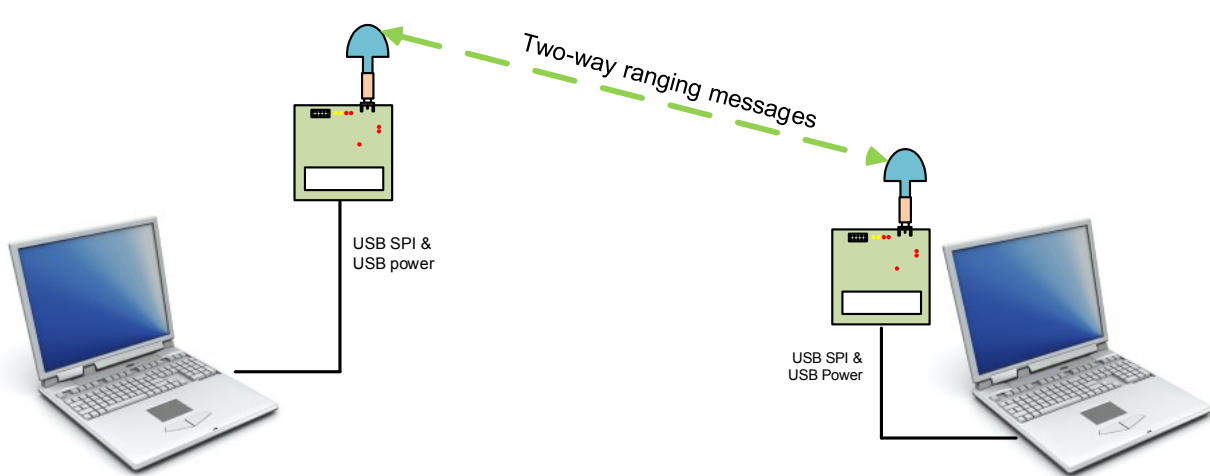 Two-way ranging messages
USB SPI &
USB power
USB SPI &
USB Power